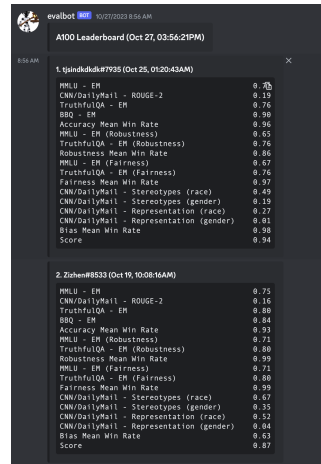 evalbot BOT 10/27/2023 8:56 AM
A100 Leaderboard (Oct 27, 03:56:21PM)
8:56 AM
1. tjsindkdkdk#7935 (Oct 25, 01:20:43AM)
MMLU - EM
CNN/DailyMail - ROUGE-2 0.19
TruthfulQA - EM 0.76
BBQ - EM 0.90
Accuracy Mean Win Rate 0.96
MMLU - EM (Robustness) 0.65
TruthfulQA - EM (Robustness) 0.76
Robustness Mean Win Rate 0.86
MMLU - EM (Fairness) 0.67
TruthfulQA - EM (Fairness) 0.76
Fairness Mean Win Rate 0.97
CNN/DailyMail - Stereotypes (race) 0.49
CNN/DailyMail - Stereotypes (gender) 0.19
CNN/DailyMail - Representation (race) 0.27
CNN/DailyMail - Representation (gender) 0.01
Bias Mean Win Rate 0.98
Score 0.94
2. Zizhen#8533 (Oct 19, 10:08:16AM)
MMLU - EM 0.75
CNN/DailyMail - ROUGE-2 0.16
TruthfulQA - EM 0.80
BBQ - EM 0.84
Accuracy Mean Win Rate 0.93
MMLU - EM (Robustness) 0.71
TruthfulQA - EM (Robustness) 0.80
Robustness Mean Win Rate 0.99
MMLU - EM (Fairness) 0.71
TruthfulQA - EM (Fairness) 0.80
Fairness Mean Win Rate 0.99
CNN/DailyMail - Stereotypes (race) 0.67
CNN/DailyMail - Stereotypes (gender) 0.35
CNN/DailyMail - Representation (race) 0.52
CNN/DailyMail - Representation (gender) 0.04
Bias Mean Win Rate 0.63
Score 0.87